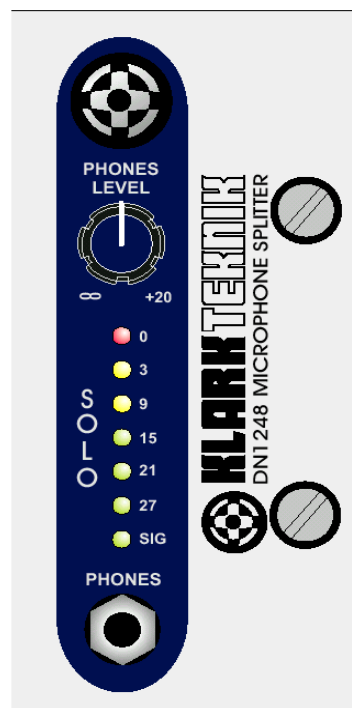 PHONES
LEVEL
∞ +20
0
3
9
15
21
27
SIG
SOLO
PHONES
KLARK TEKNIK
DN1248 MICROPHONE SPLITTER